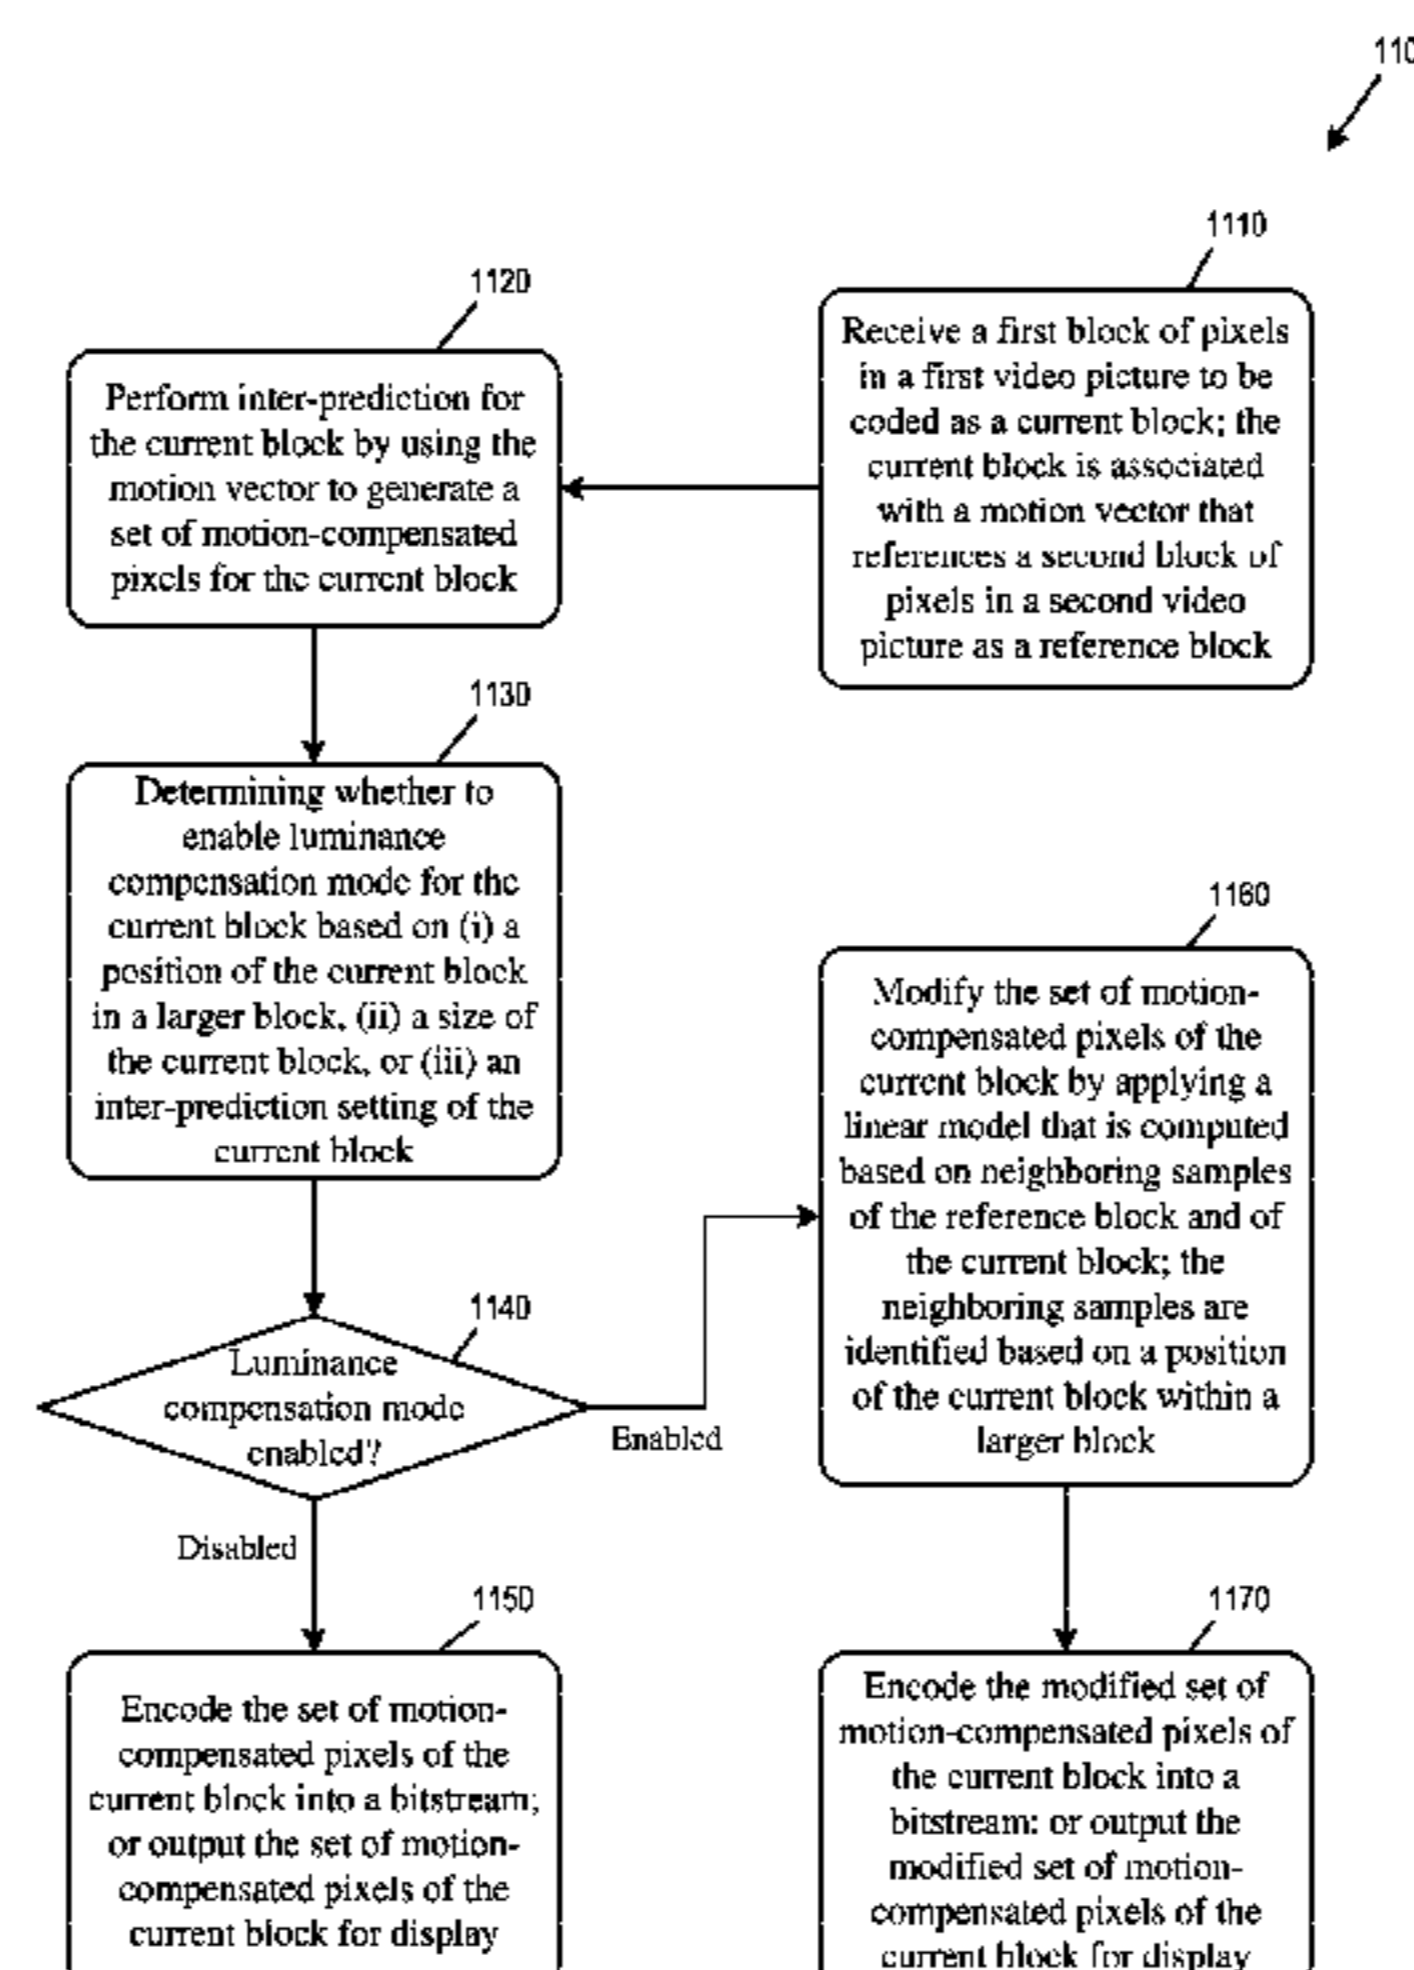 110
1110
Receive a first block of pixels
in a first video picture to be
coded as a current block; the
current block is associated
with a motion vector that
references a second block of
pixels in a second video
picture as a reference block
1120
Perform inter-prediction for
the current block by using the
motion vector to generate a
set of motion-compensated
pixels for the current block
1130
Determining whether to
enable luminance
compensation mode for the
current block based on (i) a
position of the current block
in a larger block, (ii) a size of
the current block, or (iii) an
inter-prediction setting of the
current block
1140
Luminance
compensation mode
enabled?
Enabled
Disabled
1150
Encode the set of motion-
compensated pixels of the
current block into a bitstream;
or output the set of motion-
compensated pixels of the
current block for display
1160
Modify the set of motion-
compensated pixels of the
current block by applying a
linear model that is computed
based on neighboring samples
of the reference block and of
the current block; the
neighboring samples are
identified based on a position
of the current block within a
larger block
1170
Encode the modified set of
motion-compensated pixels of
the current block into a
bitstream; or output the
modified set of motion-
compensated pixels of the
current block for display